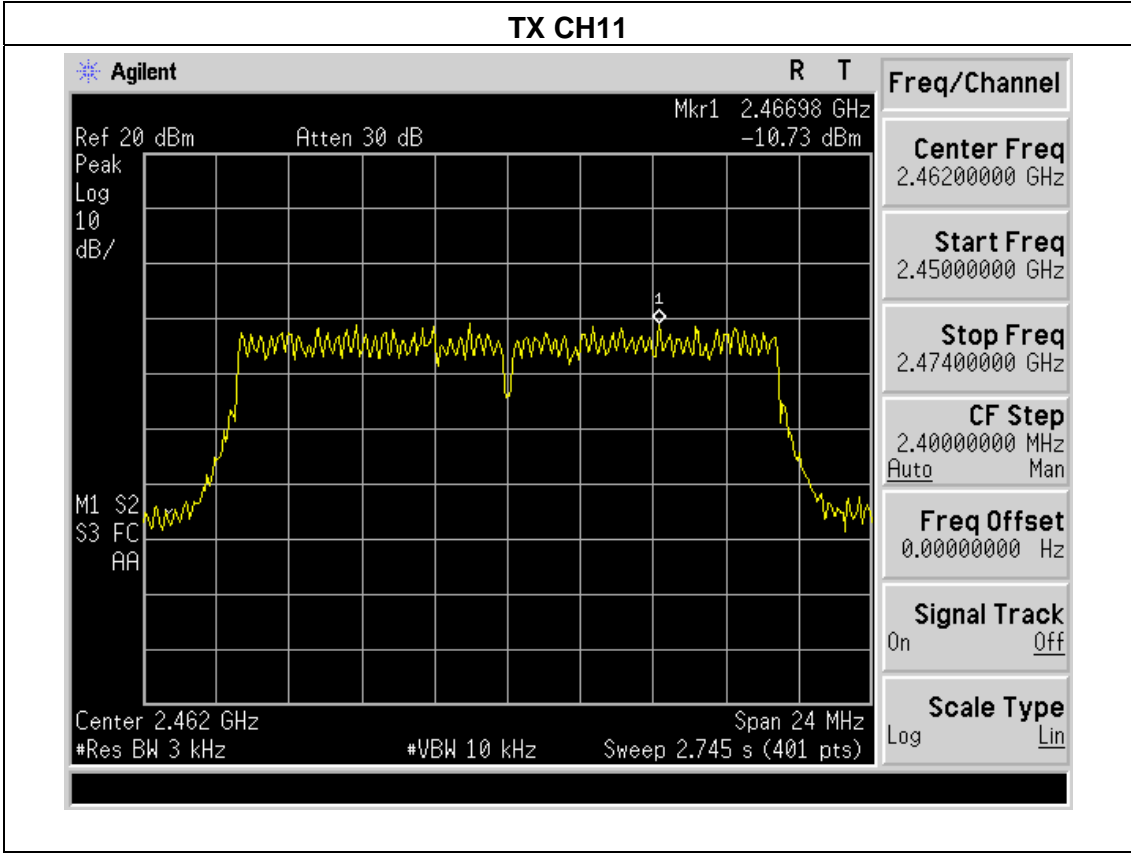 TX CH11
Agilent
R T
Freq/Channel
Mkr1 2.46698 GHz
Ref 20 dBm Atten 30 dB -10.73 dBm
Peak
Log
10
dB/
1
M1 S2
S3 FC
AA
Center 2.462 GHz Span 24 MHz
#Res BW 3 kHz #VBW 10 kHz Sweep 2.745 s (401 pts)
Center Freq
2.46200000 GHz
Start Freq
2.45000000 GHz
Stop Freq
2.47400000 GHz
CF Step
2.40000000 MHz
Auto Man
Freq Offset
0.00000000 Hz
Signal Track
On Off
Scale Type
Log Lin